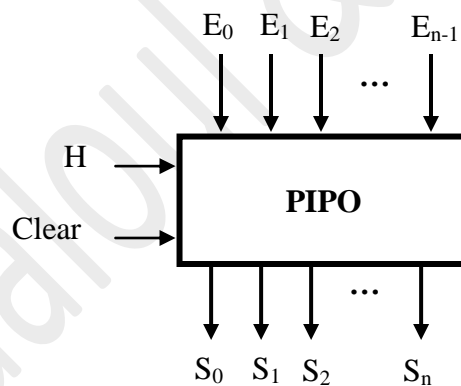 E₀ E₁ E₂ ... Eₙ₋₁
H
PIPO
Clear
...
S₀ S₁ S₂ Sₙ